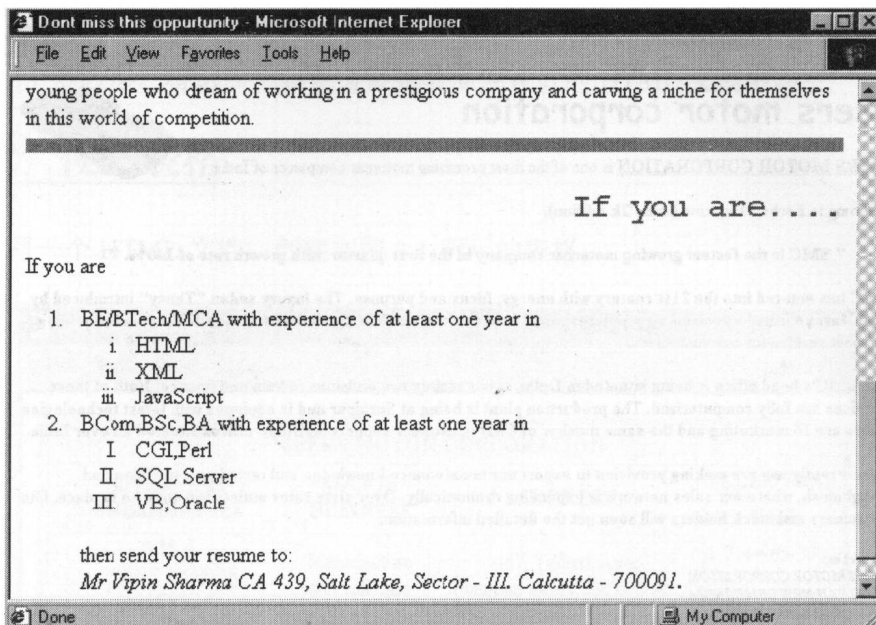 Dont miss this oppurtunity - Microsoft Internet Explorer
File Edit View Favorites Tools Help
young people who dream of working in a prestigious company and carving a niche for themselves
in this world of competition.
If you are....
If you are
1. BE/BTech/MCA with experience of at least one year in
i HTML
ii XML
iii JavaScript
2. BCom,BSc,BA with experience of at least one year in
I CGI,Perl
II SQL Server
III VB,Oracle
then send your resume to:
Mr Vipin Sharma CA 439, Salt Lake, Sector - III. Calcutta - 700091.
Done My Computer